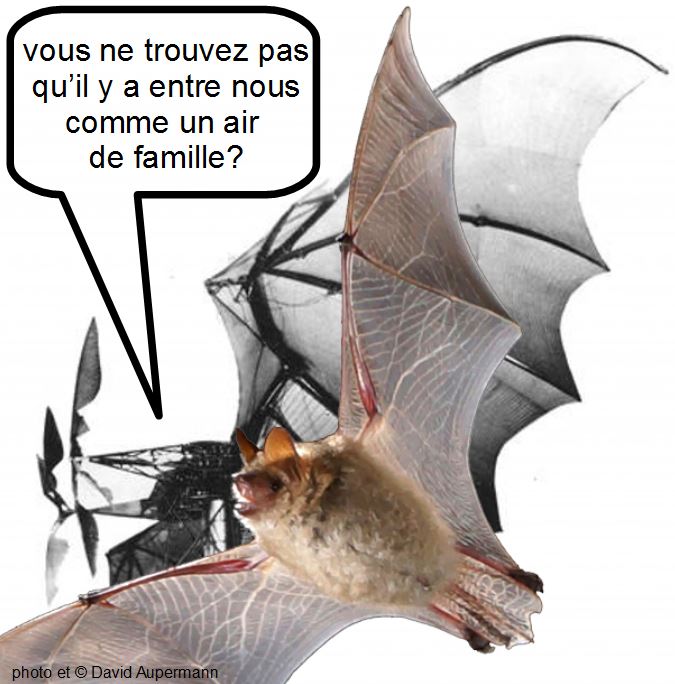 vous ne trouvez pas
qu'il y a entre nous
comme un air
de famille?
photo et © David Aupermann